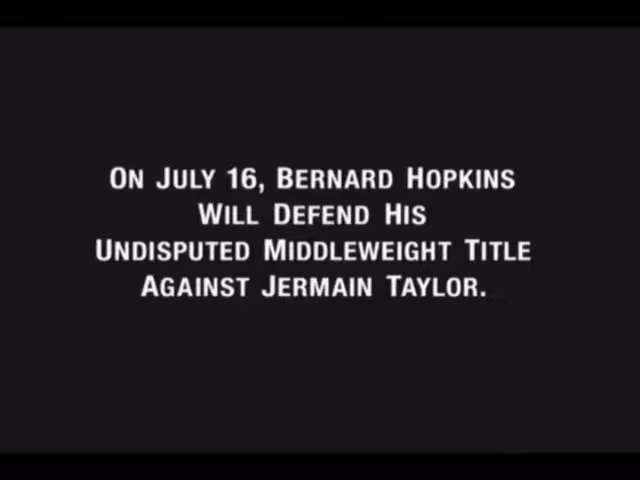 On July 16, Bernard Hopkins
Will Defend His
Undisputed Middleweight Title
Against Jermain Taylor.